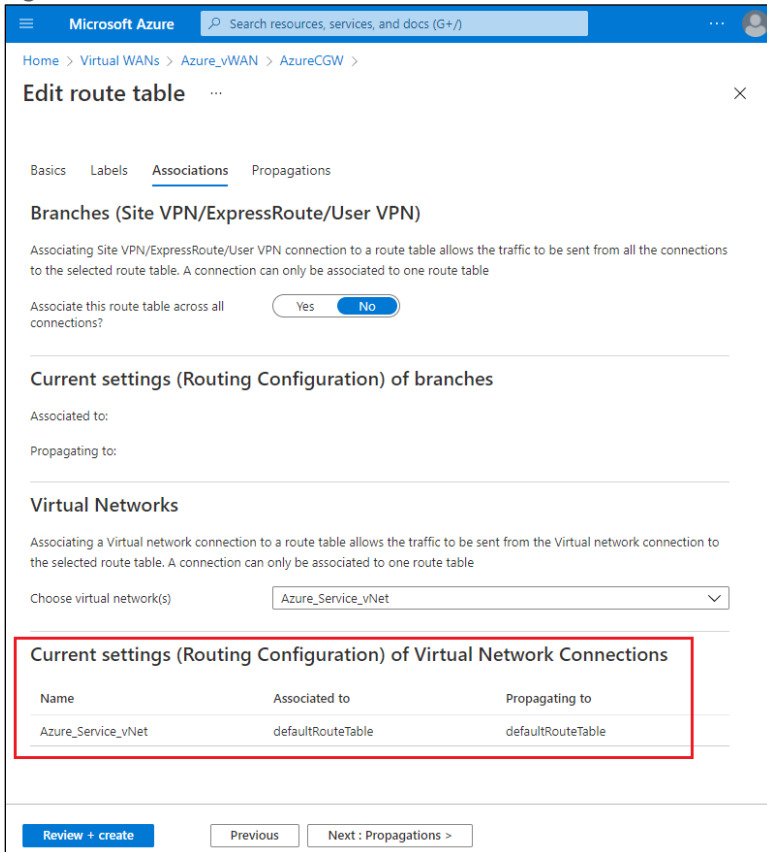 Microsoft Azure
Search resources, services, and docs (G+/)
...
Home > Virtual WANs > Azure_vWAN > AzureCGW >
Edit route table ...
Basics Labels Associations Propagations
Branches (Site VPN/ExpressRoute/User VPN)
Associating Site VPN/ExpressRoute/User VPN connection to a route table allows the traffic to be sent from all the connections
to the selected route table. A connection can only be associated to one route table
Associate this route table across all
connections?
Yes No
Current settings (Routing Configuration) of branches
Associated to:
Propagating to:
Virtual Networks
Associating a Virtual network connection to a route table allows the traffic to be sent from the Virtual network connection to
the selected route table. A connection can only be associated to one route table
Choose virtual network(s) Azure_Service_vNet
Current settings (Routing Configuration) of Virtual Network Connections
Name Associated to Propagating to
Azure_Service_vNet defaultRouteTable defaultRouteTable
Review + create Previous Next : Propagations >